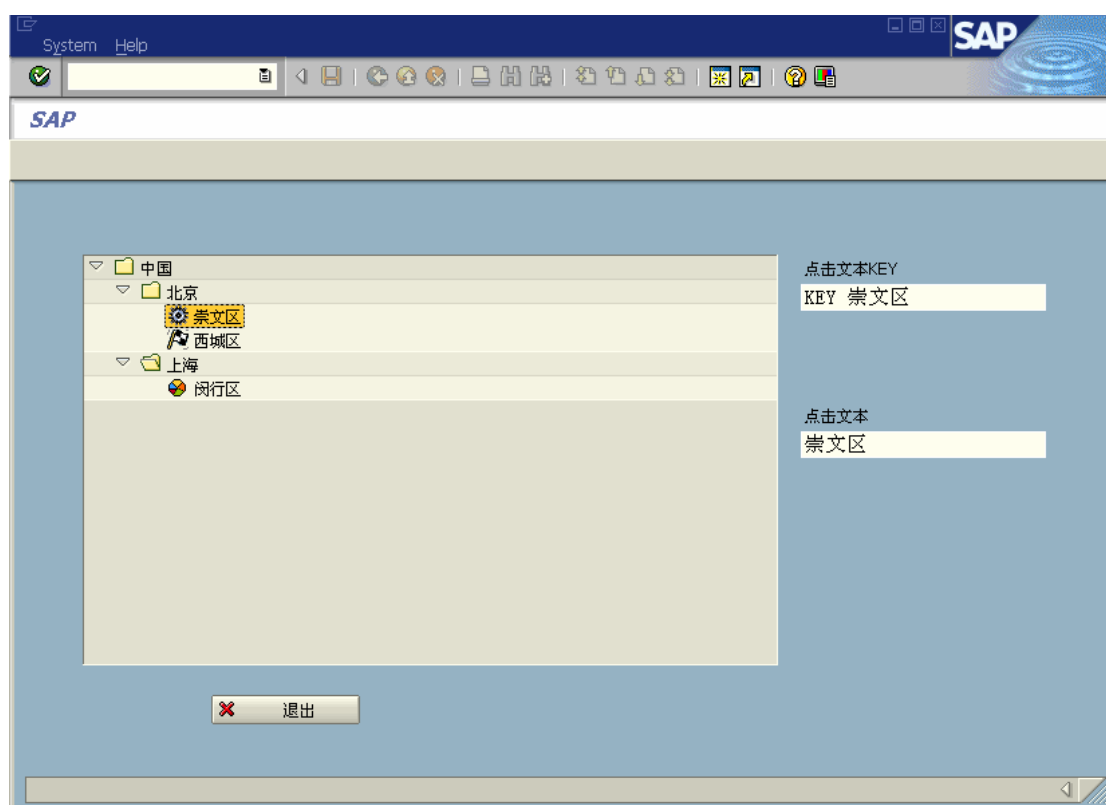 System Help
SAP
SAP
中国
北京
崇文区
西城区
上海
闵行区
点击文本KEY
KEY 崇文区
点击文本
崇文区
退出